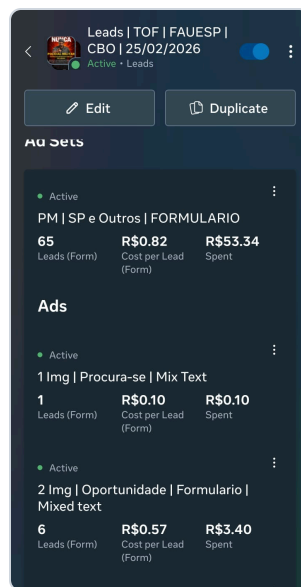 NUNCA
Leads | TOF | FAUESP |
CBO | 25/02/2026
Active • Leads
Edit
Duplicate
Ad Sets
Active
PM | SP e Outros | FORMULARIO
65 R$0.82 R$53.34
Leads (Form) Cost per Lead Spent
(Form)
Ads
Active
1 Img | Procura-se | Mix Text
1 R$0.10 R$0.10
Leads (Form) Cost per Lead Spent
(Form)
Active
2 Img | Oportunidade | Formulario |
Mixed text
6 R$0.57 R$3.40
Leads (Form) Cost per Lead Spent
(Form)